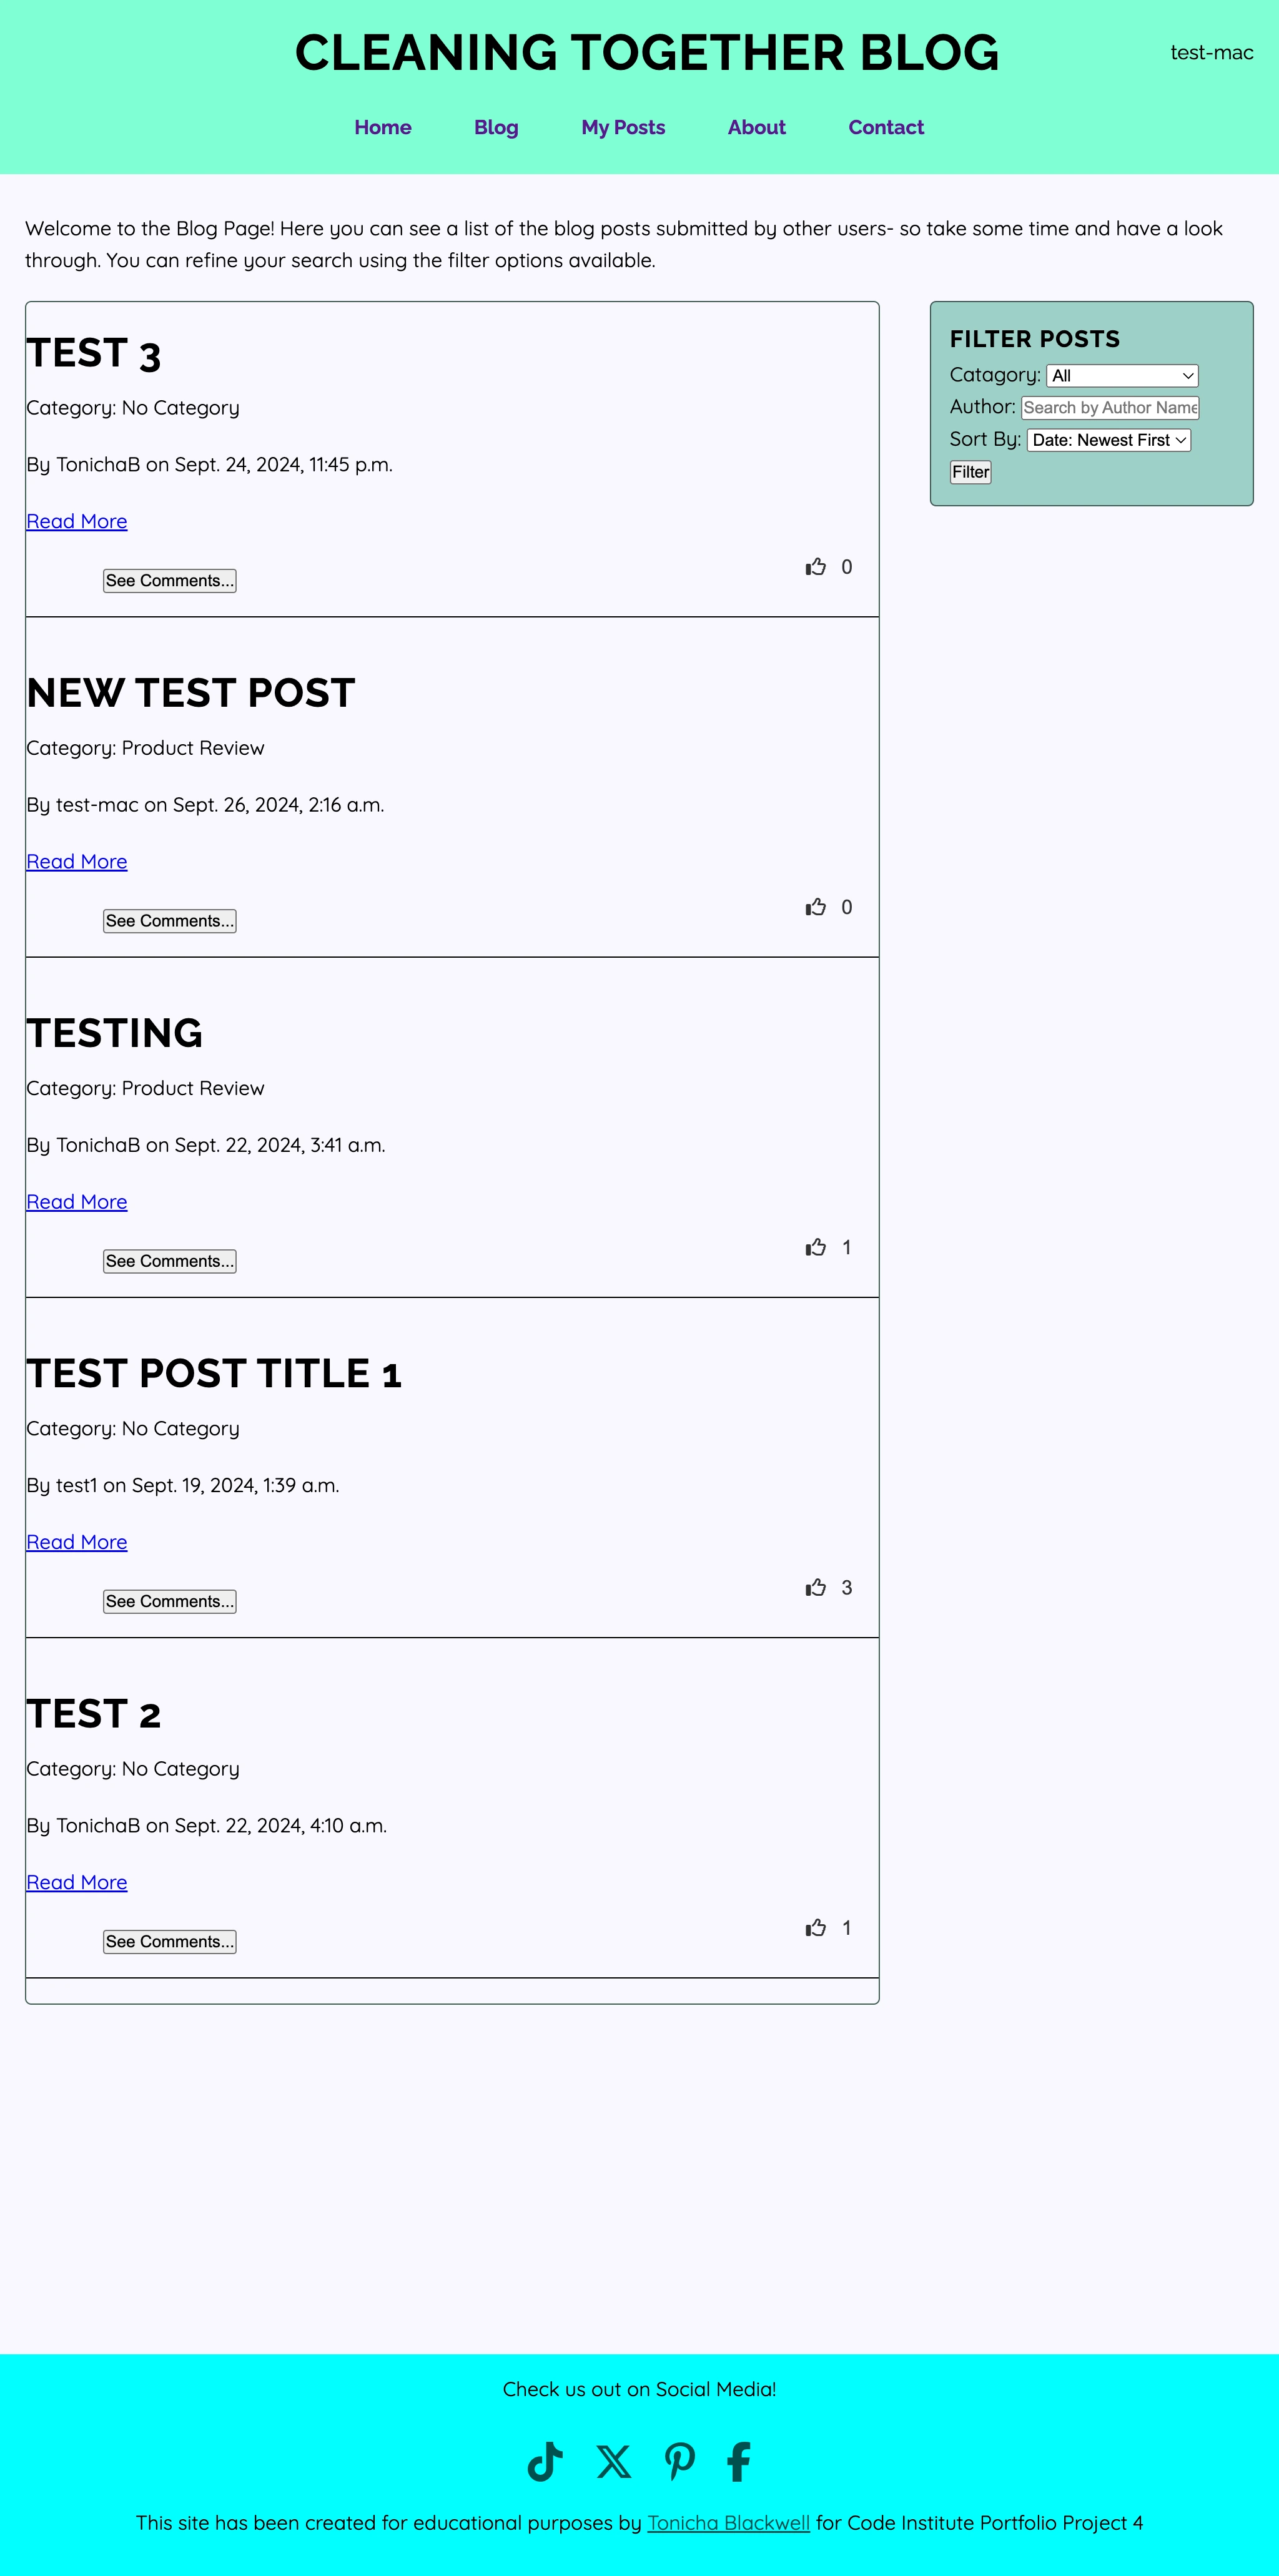 CLEANING TOGETHER BLOG
test-mac
Home Blog My Posts About Contact
Welcome to the Blog Page! Here you can see a list of the blog posts submitted by other users- so take some time and have a look
through. You can refine your search using the filter options available.
TEST 3
Category: No Category
By TonichaB on Sept. 24, 2024, 11:45 p.m.
Read More
See Comments...
0
NEW TEST POST
Category: Product Review
By test-mac on Sept. 26, 2024, 2:16 a.m.
Read More
See Comments...
0
TESTING
Category: Product Review
By TonichaB on Sept. 22, 2024, 3:41 a.m.
Read More
See Comments...
1
TEST POST TITLE 1
Category: No Category
By test1 on Sept. 19, 2024, 1:39 a.m.
Read More
See Comments...
3
TEST 2
Category: No Category
By TonichaB on Sept. 22, 2024, 4:10 a.m.
Read More
See Comments...
1
FILTER POSTS
Catagory: All
Author: Search by Author Name
Sort By: Date: Newest First
Filter
Check us out on Social Media!
This site has been created for educational purposes by Tonicha Blackwell for Code Institute Portfolio Project 4